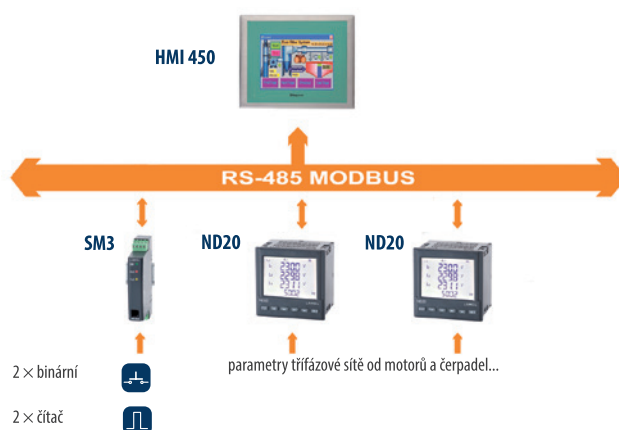 HMI 450
RS-485 MODBUS
SM3
ND20
ND20
parametry třífázové sítě od motorů a čerpadel...
2 × binární
2 × čítač